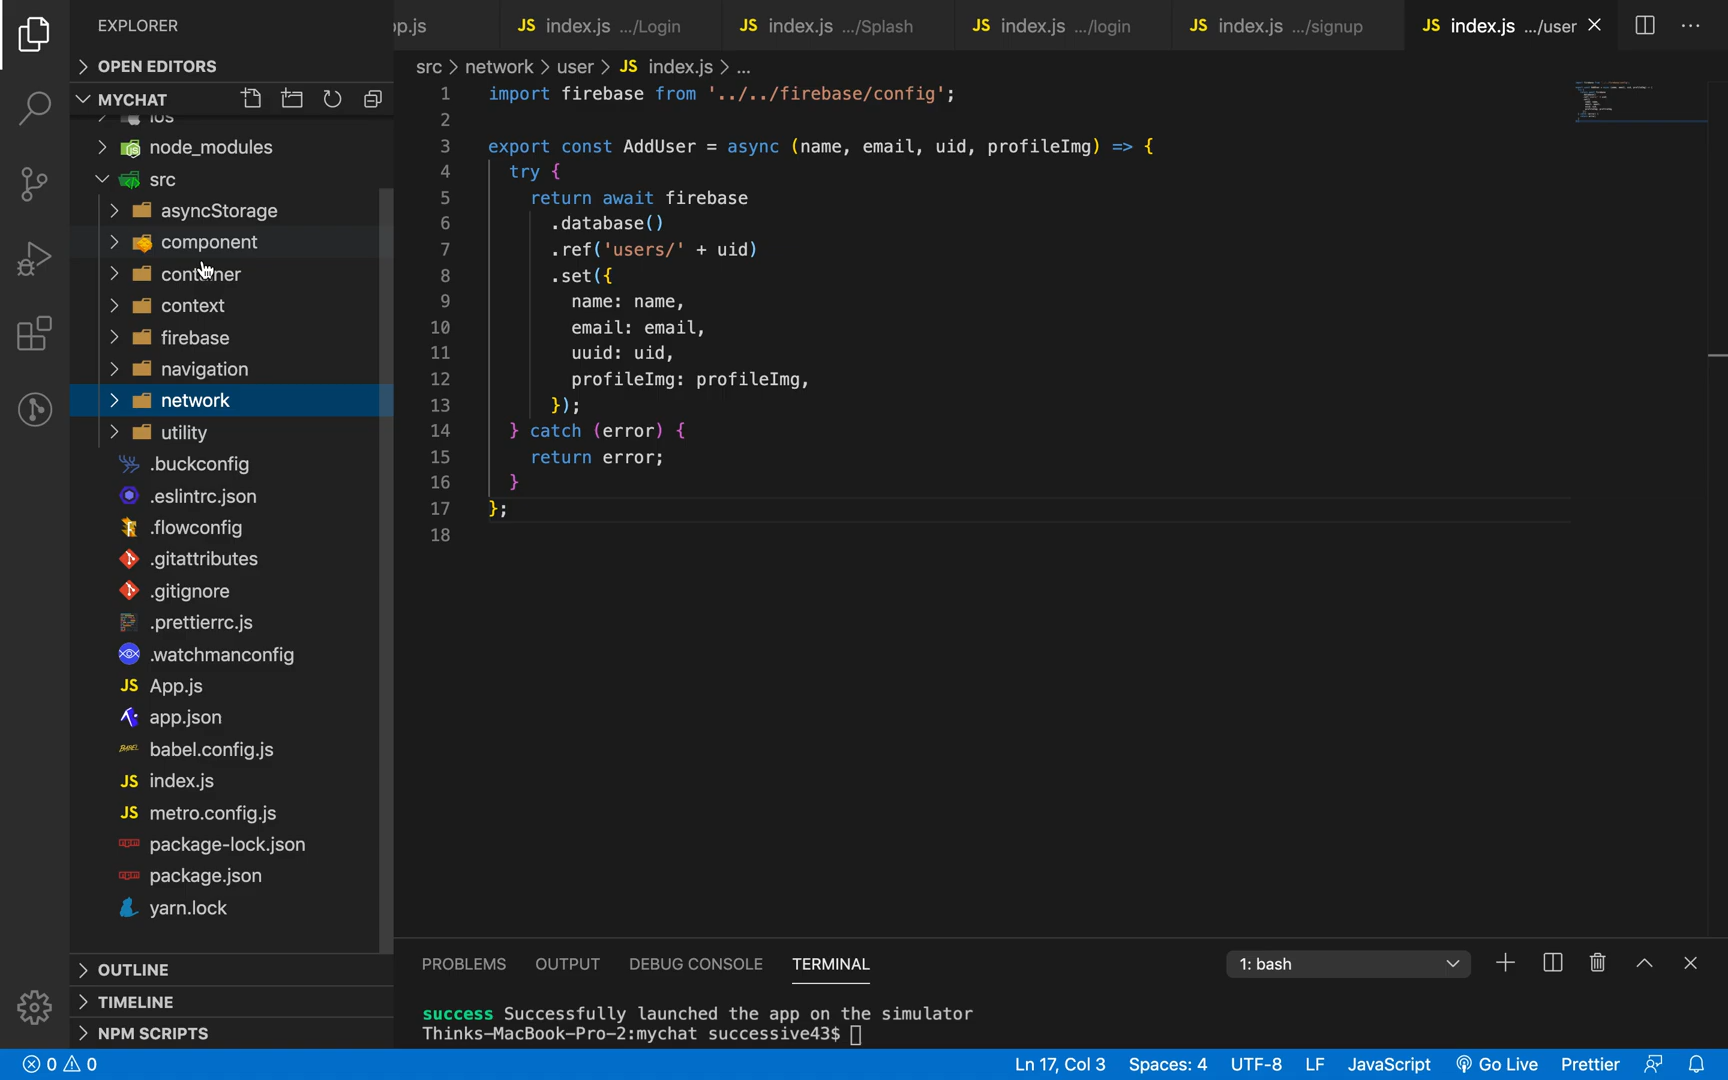 EXPLORER
OPEN EDITORS
MYCHAT
ios
node_modules
src
asyncStorage
component
container
context
firebase
navigation
network
utility
.buckconfig
.eslintrc.json
.flowconfig
.gitattributes
.gitignore
.prettierrc.js
.watchmanconfig
JS App.js
app.json
babel.config.js
JS index.js
JS metro.config.js
package-lock.json
package.json
yarn.lock
OUTLINE
TIMELINE
NPM SCRIPTS
pp.js JS index.js .../Login JS index.js .../Splash JS index.js .../login JS index.js .../signup JS index.js .../user
src > network > user > JS index.js > ...
1 import firebase from '../../firebase/config';
2
3 export const AddUser = async (name, email, uid, profileImg) => {
4 try {
5 return await firebase
6 .database()
7 .ref('users/' + uid)
8 .set({
9 name: name,
10 email: email,
11 uuid: uid,
12 profileImg: profileImg,
13 });
14 } catch (error) {
15 return error;
16 }
17 };
18
PROBLEMS OUTPUT DEBUG CONSOLE TERMINAL 1: bash
success Successfully launched the app on the simulator
Thinks-MacBook-Pro-2:mychat successive43$
0 0 Ln 17, Col 3 Spaces: 4 UTF-8 LF JavaScript Go Live Prettier